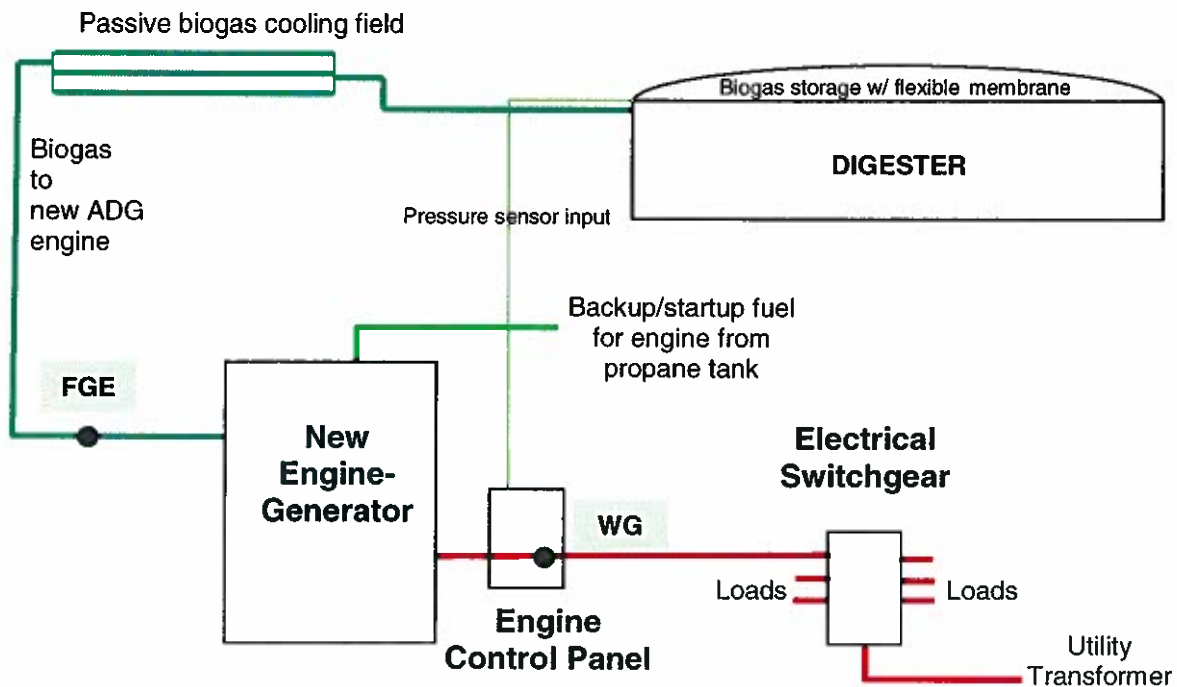 Passive biogas cooling field
Biogas storage w/ flexible membrane
DIGESTER
Biogas
to
new ADG
engine
Pressure sensor input
Backup/startup fuel
for engine from
propane tank
FGE
New
Engine-
Generator
Electrical
Switchgear
WG
Loads
Loads
Engine
Control Panel
Utility
Transformer